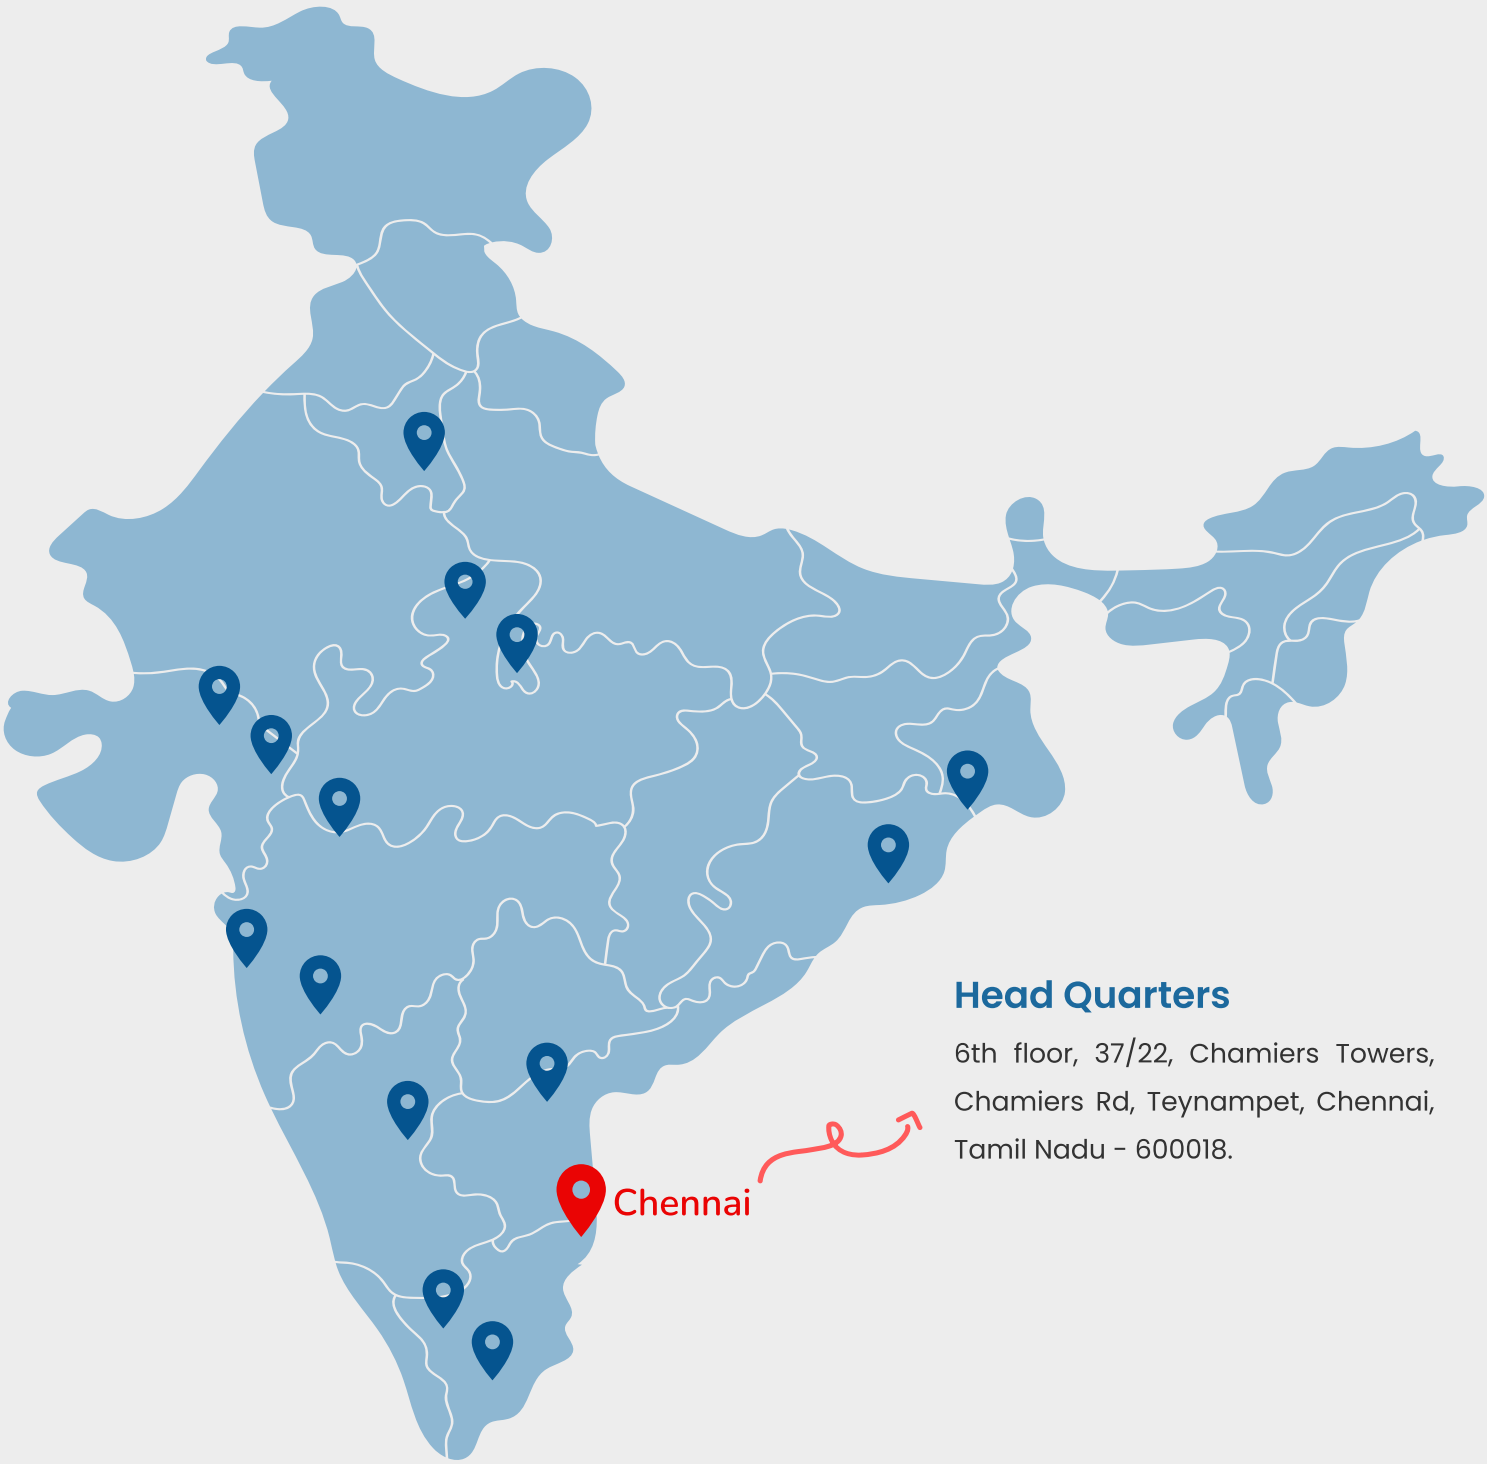 Head Quarters
6th floor, 37/22, Chamiers Towers,
Chamiers Rd, Teynampet, Chennai,
Tamil Nadu - 600018.
Chennai